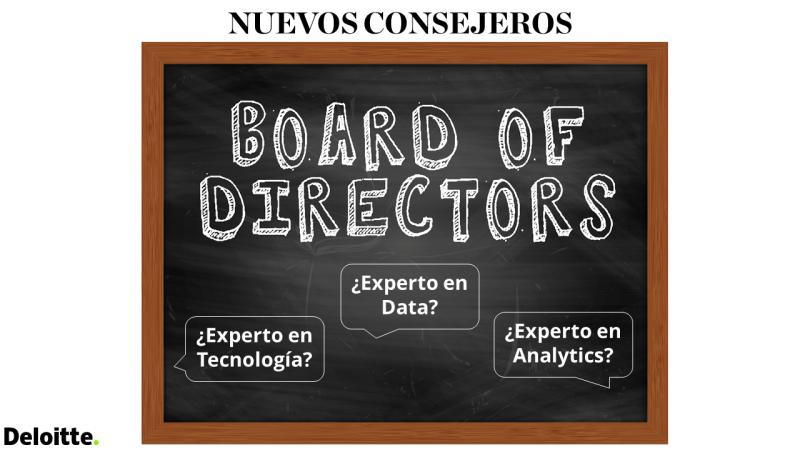 NUEVOS CONSEJEROS
BOARD OF
DIRECTORS
¿Experto en
Data?
¿Experto en
Tecnología?
¿Experto en
Analytics?
Deloitte.